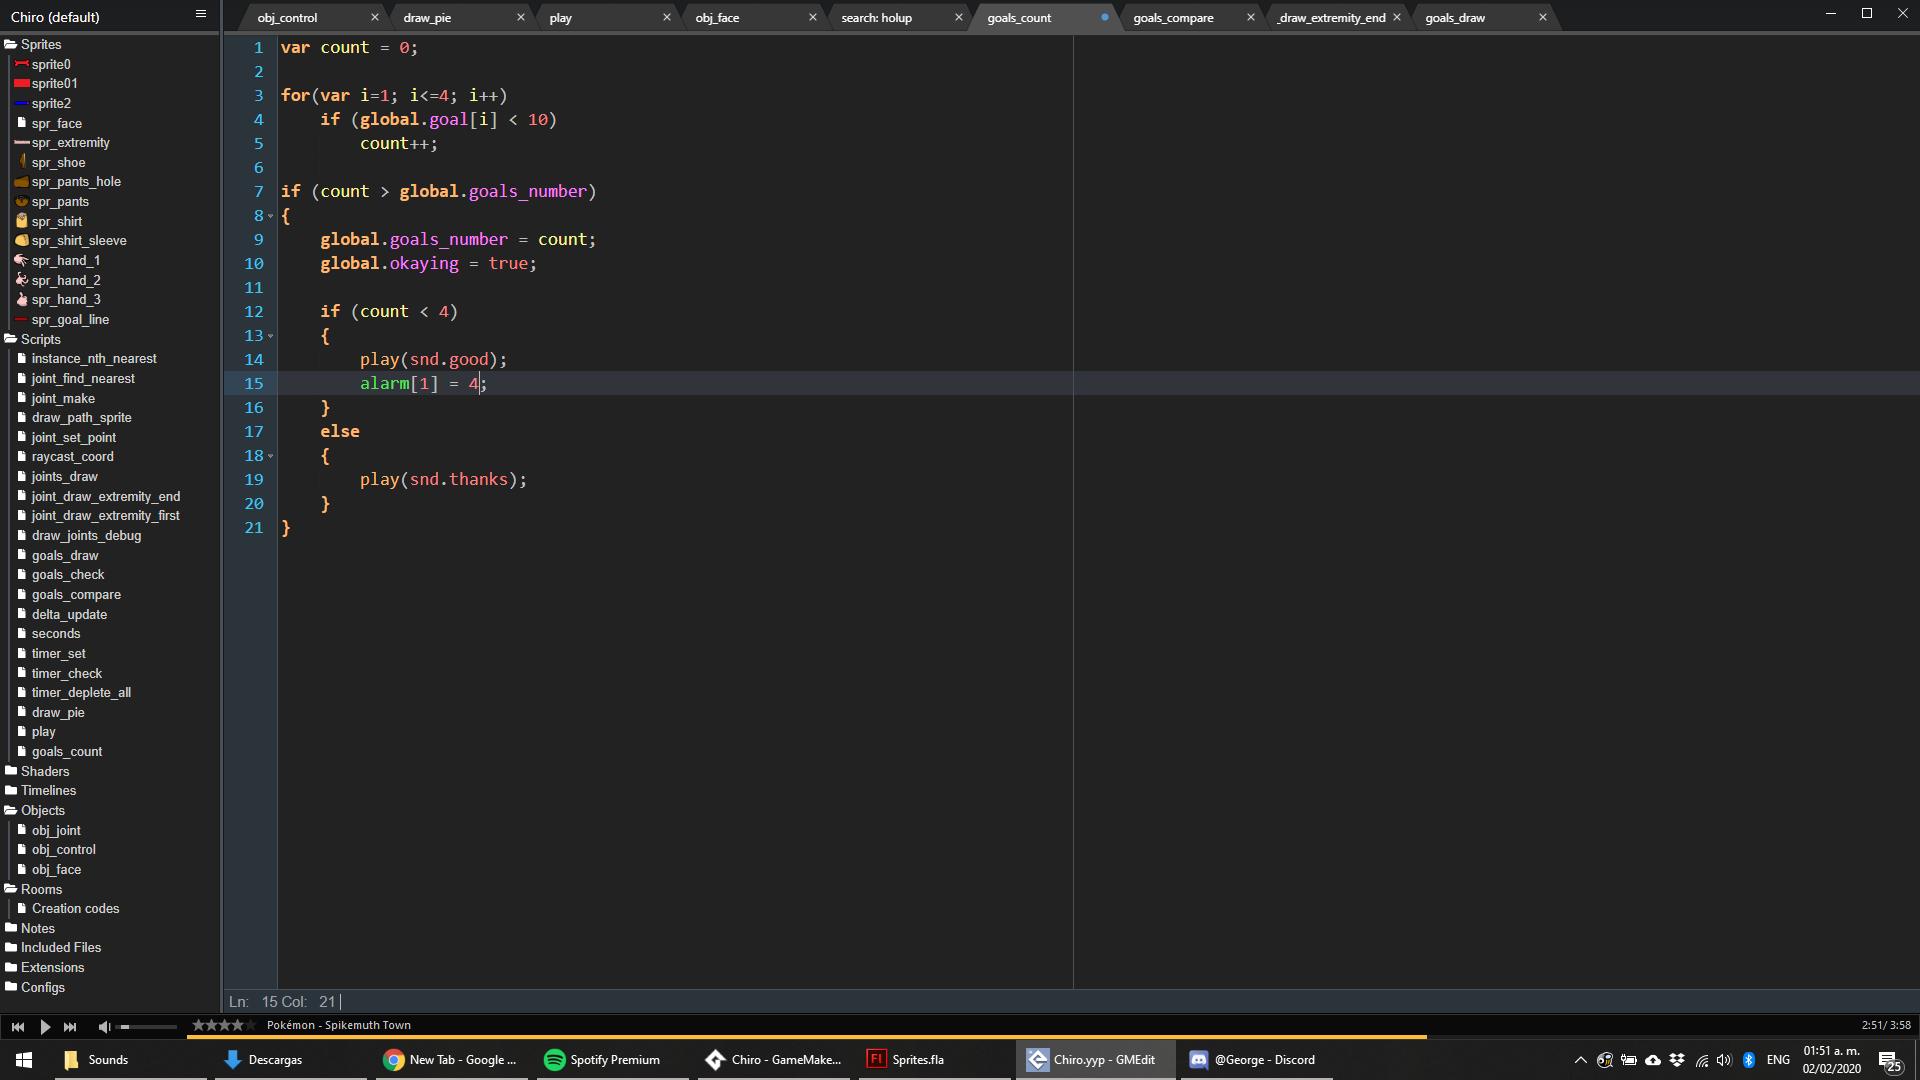 Chiro (default)
obj_control
draw_pie
play
obj_face
search: holup
goals_count
goals_compare
_draw_extremity_end
goals_draw
Sprites
sprite0
sprite01
sprite2
spr_face
spr_extremity
spr_shoe
spr_pants_hole
spr_pants
spr_shirt
spr_shirt_sleeve
spr_hand_1
spr_hand_2
spr_hand_3
spr_goal_line
Scripts
instance_nth_nearest
joint_find_nearest
joint_make
draw_path_sprite
joint_set_point
raycast_coord
joints_draw
joint_draw_extremity_end
joint_draw_extremity_first
draw_joints_debug
goals_draw
goals_check
goals_compare
delta_update
seconds
timer_set
timer_check
timer_deplete_all
draw_pie
play
goals_count
Shaders
Timelines
Objects
obj_joint
obj_control
obj_face
Rooms
Creation codes
Notes
Included Files
Extensions
Configs
1 var count = 0;
2
3 for(var i=1; i<=4; i++)
4 if (global.goal[i] < 10)
5 count++;
6
7 if (count > global.goals_number)
8 {
9 global.goals_number = count;
10 global.okaying = true;
11
12 if (count < 4)
13 {
14 play(snd.good);
15 alarm[1] = 4;
16 }
17 else
18 {
19 play(snd.thanks);
20 }
21 }
Ln: 15 Col: 21
Pokémon - Spikemuth Town
2:51/ 3:58
Sounds
Descargas
New Tab - Google ...
Spotify Premium
Chiro - GameMake...
Fl
Sprites.fla
Chiro.yyp - GMEdit
@George - Discord
ENG
01:51 a. m.
02/02/2020
25